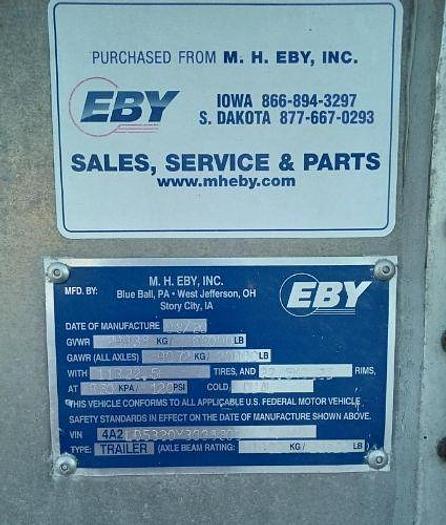 PURCHASED FROM M. H. EBY, INC.
EBY
IOWA 866-894-3297
S. DAKOTA 877-667-0293
SALES, SERVICE & PARTS
www.mheby.com
MFD. BY:
M. H. EBY, INC.
Blue Ball, PA • West Jefferson, OH
Story City, IA
EBY
DATE OF MANUFACTURE
GVWR KG/ LB
GAWR (ALL AXLES) KG/ LB
WITH TIRES, AND RIMS,
AT KPA/ PSI COLD
THIS VEHICLE CONFORMS TO ALL APPLICABLE U.S. FEDERAL MOTOR VEHICLE
SAFETY STANDARDS IN EFFECT ON THE DATE OF MANUFACTURE SHOWN ABOVE.
VIN 4A2
TYPE: TRAILER (AXLE BEAM RATING: KG/ LB